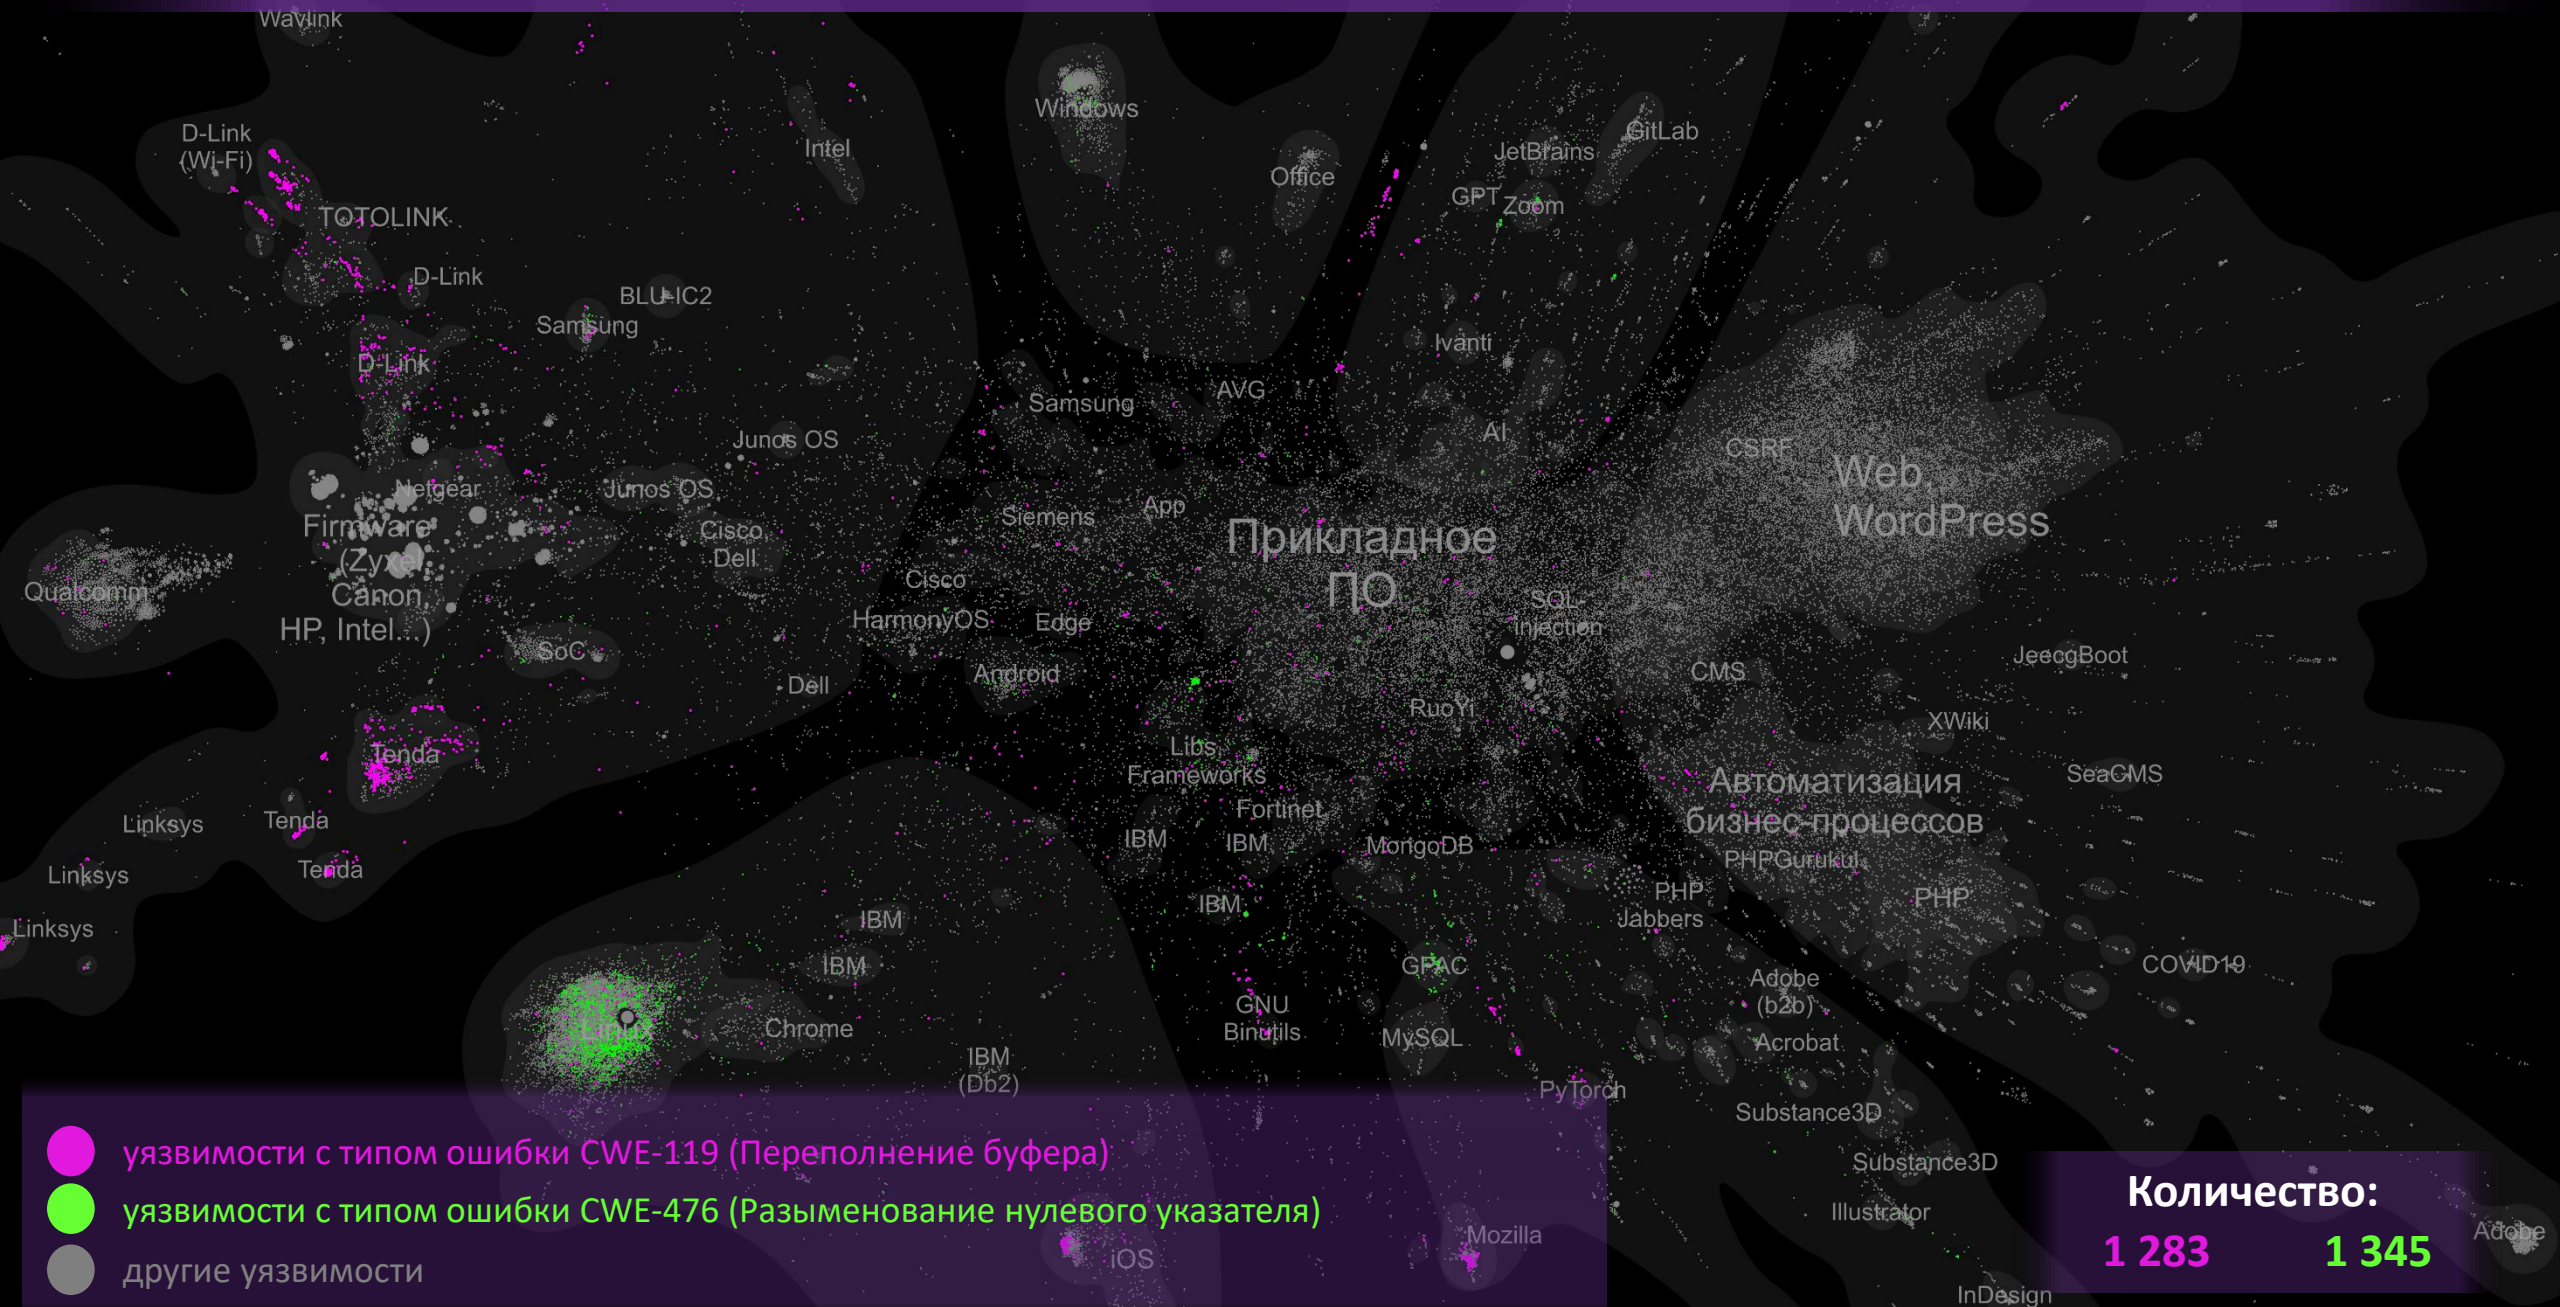 Wavlink
Windows
D-Link
(Wi-Fi)
Intel
Office
JetBrains
GitLab
GPT
Zoom
TOTOLINK
D-Link
BLU-IC2
Samsung
Ivanti
D-Link
AVG
Samsung
Junos OS
AI
CSRF
Web,
WordPress
Netgear
Junos OS
App
Siemens
Firmware
(Zyxel,
Canon,
HP, Intel...)
Cisco,
Dell
Прикладное
ПО
Qualcomm
Cisco
HarmonyOS
Edge
SQL-
Injection
SoC
JeecgBoot
Android
CMS
Dell
RuoYi
XWiki
Tenda
Libs,
Frameworks
Автоматизация
бизнес-процессов
SeaCMS
Linksys
Tenda
Fortinet
IBM
IBM
MongoDB
PHPGurukul
Linksys
Tenda
PHP
Jabbers
PHP
IBM
IBM
Linksys
IBM
GPAC
Adobe
(b2b)
COVID19
GNU
Binutils
Linux
Chrome
MySQL
Acrobat
IBM
(Db2)
PyTorch
Substance3D
Substance3D
Illustrator
Mozilla
iOS
Adobe
InDesign
уязвимости с типом ошибки CWE-119 (Переполнение буфера)
уязвимости с типом ошибки CWE-476 (Разыменование нулевого указателя)
другие уязвимости
Количество:
1 283 1 345